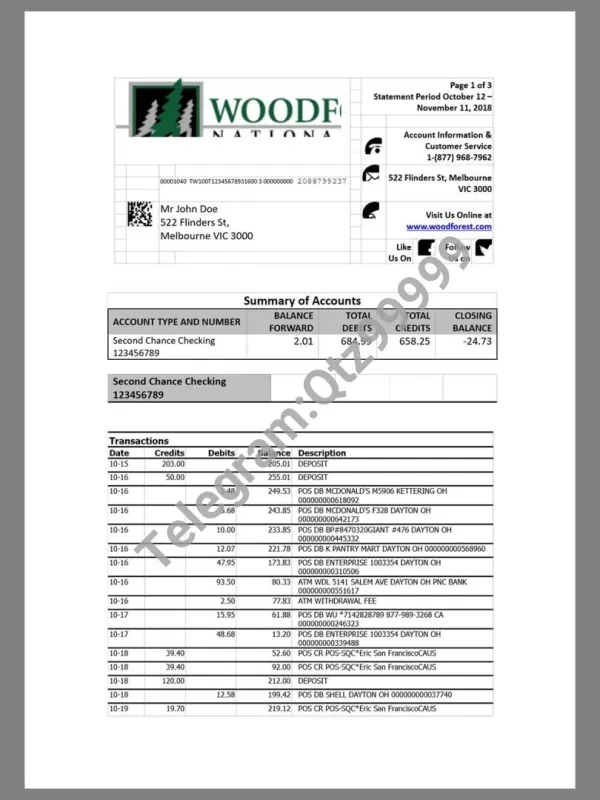 Page 1 of 3
Statement Period October 12 –
November 11, 2018
WOODF
NATIONA
Account Information &
Customer Service
1-(877) 968-7962
00001040 TW100T12345678931600 3 000000000 2088799237
522 Flinders St, Melbourne
VIC 3000
Mr John Doe
522 Flinders St,
Melbourne VIC 3000
Visit Us Online at
www.woodforest.com
Like Us On
Follow Us on
Summary of Accounts
ACCOUNT TYPE AND NUMBER BALANCE FORWARD TOTAL DEBITS TOTAL CREDITS CLOSING BALANCE
Second Chance Checking 2.01 684.99 658.25 -24.73
123456789
Second Chance Checking
123456789
Transactions
Date Credits Debits Balance Description
10-15 203.00 205.01 DEPOSIT
10-16 50.00 255.01 DEPOSIT
10-16 249.53 POS DB MCDONALD'S M5906 KETTERING OH
000000000618092
10-16 243.85 POS DB MCDONALD'S F328 DAYTON OH
000000000642173
10-16 10.00 233.85 POS DB BP#8470320GIANT #476 DAYTON OH
000000000445332
10-16 12.07 221.78 POS DB K PANTRY MART DAYTON OH 000000000568960
10-16 47.95 173.83 POS DB ENTERPRISE 1003354 DAYTON OH
000000000310506
10-16 93.50 80.33 ATM WDL 5141 SALEM AVE DAYTON OH PNC BANK
000000000551617
10-16 2.50 77.83 ATM WITHDRAWAL FEE
10-17 15.95 61.88 POS DB WU *7142828789 877-989-3268 CA
000000000246323
10-17 48.68 13.20 POS DB ENTERPRISE 1003354 DAYTON OH
000000000339488
10-18 39.40 52.60 POS CR POS-SQC*Eric San FranciscoCAUS
10-18 39.40 92.00 POS CR POS-SQC*Eric San FranciscoCAUS
10-18 120.00 212.00 DEPOSIT
10-18 12.58 199.42 POS DB SHELL DAYTON OH 000000000037740
10-19 19.70 219.12 POS CR POS-SQC*Eric San FranciscoCAUS
Telegram:Qtz99999